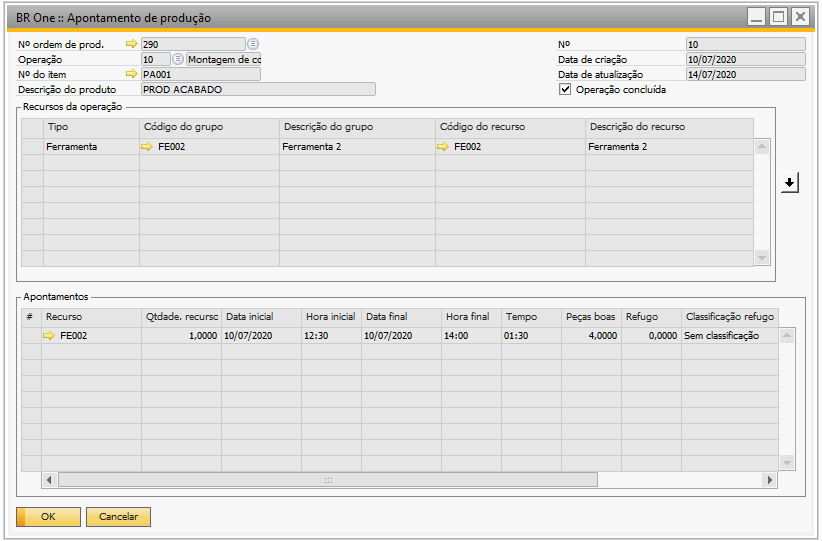 BR One :: Apontamento de produção
Nº ordem de prod. 290 Nº 10
Operação 10 Montagem de co Data de criação 10/07/2020
Nº do item PA001 Data de atualização 14/07/2020
Descrição do produto PROD ACABADO Operação concluída
Recursos da operação
Tipo Código do grupo Descrição do grupo Código do recurso Descrição do recurso
Ferramenta FE002 Ferramenta 2 FE002 Ferramenta 2
Apontamentos
# Recurso Qtdade. recurso Data inicial Hora inicial Data final Hora final Tempo Peças boas Refugo Classificação refugo
FE002 1,0000 10/07/2020 12:30 10/07/2020 14:00 01:30 4,0000 0,0000 Sem classificação
OK Cancelar